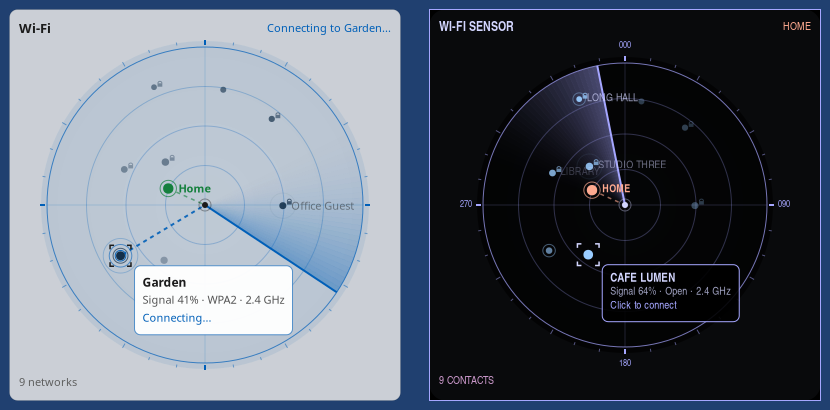 Wi-Fi
Connecting to Garden...
Home
Office Guest
Garden
Signal 41% · WPA2 · 2.4 GHz
Connecting...
9 networks
WI-FI SENSOR
HOME
000
LONG HALL
STUDIO THREE
LIBRARY
HOME
270
090
CAFE LUMEN
Signal 64% · Open · 2.4 GHz
Click to connect
180
9 CONTACTS